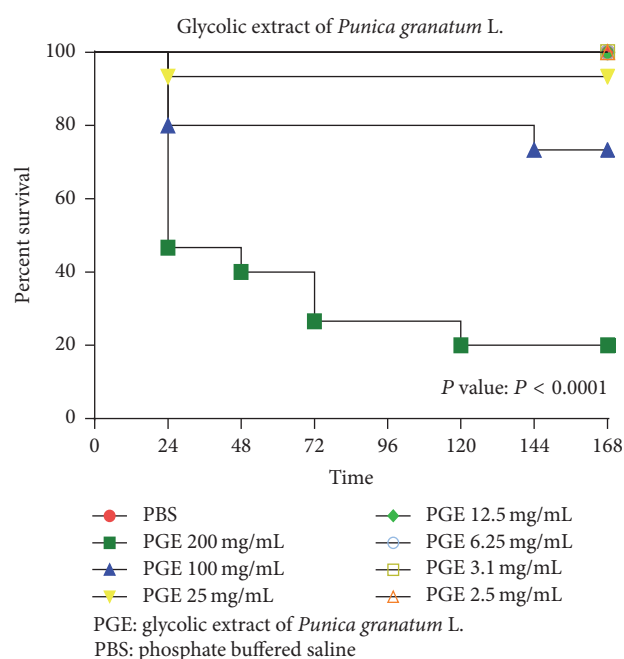 Glycolic extract of Punica granatum L.
100
80
60
40
20
0
Percent survival
P value: P < 0.0001
0 24 48 72 96 120 144 168
Time
PBS
PGE 200 mg/mL
PGE 100 mg/mL
PGE 25 mg/mL
PGE 12.5 mg/mL
PGE 6.25 mg/mL
PGE 3.1 mg/mL
PGE 2.5 mg/mL
PGE: glycolic extract of Punica granatum L.
PBS: phosphate buffered saline